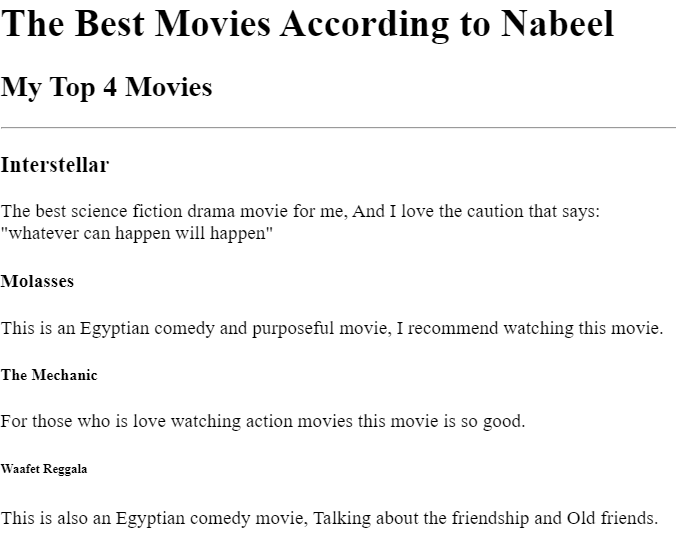 The Best Movies According to Nabeel
My Top 4 Movies
Interstellar
The best science fiction drama movie for me, And I love the caution that says:
"whatever can happen will happen"
Molasses
This is an Egyptian comedy and purposeful movie, I recommend watching this movie.
The Mechanic
For those who is love watching action movies this movie is so good.
Waafet Reggala
This is also an Egyptian comedy movie, Talking about the friendship and Old friends.